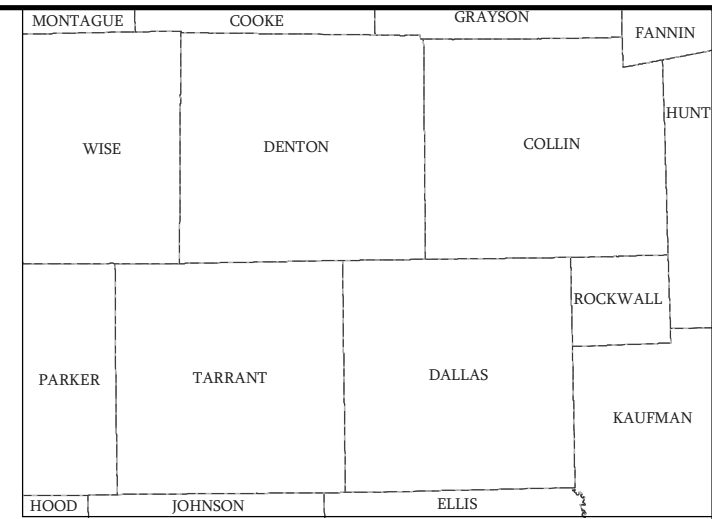 MONTAGUE
COOKE
GRAYSON
FANNIN
HUNT
WISE
DENTON
COLLIN
ROCKWALL
PARKER
TARRANT
DALLAS
KAUFMAN
HOOD
JOHNSON
ELLIS